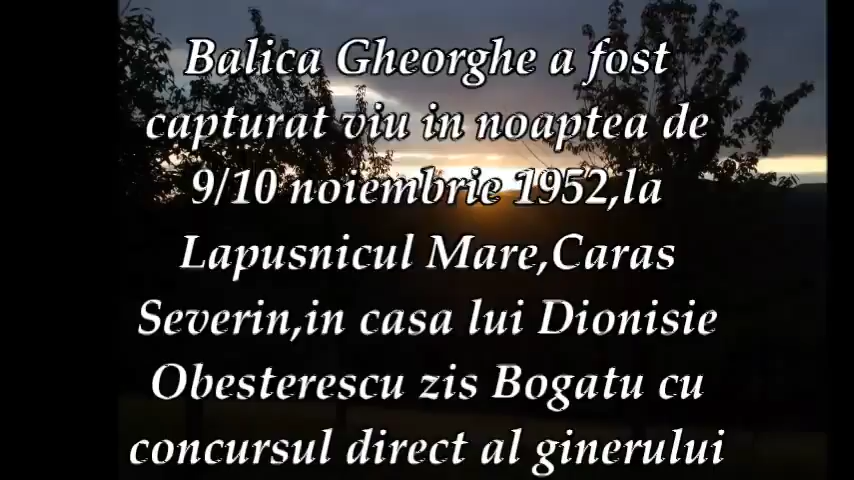 Balica Gheorghe a fost
capturat viu in noaptea de
9/10 noiembrie 1952,la
Lapusnicul Mare,Caras
Severin,in casa lui Dionisie
Obesterescu zis Bogatu cu
concursul direct al ginerului